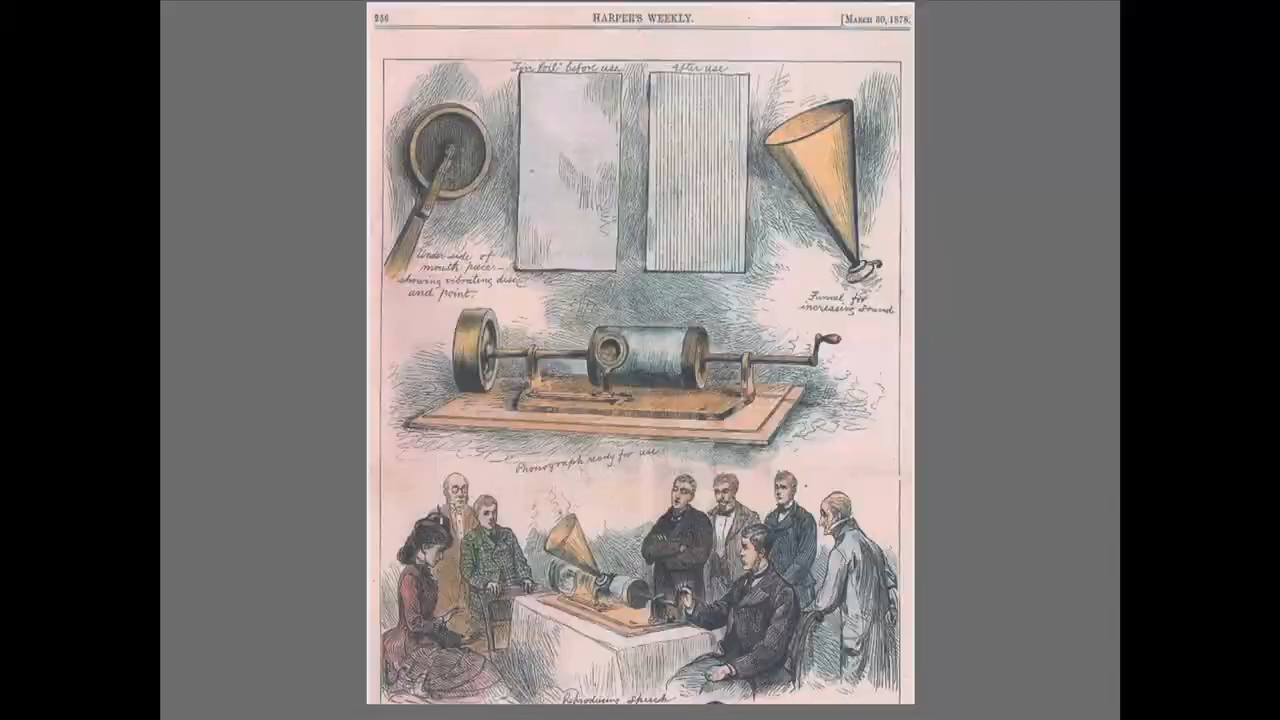 256
HARPER'S WEEKLY.
[MARCH 30, 1878.
"Tin foil" before use
After use
Under side of
mouth piece
showing vibrating disc
and point.
Funnel for
increasing sound
Phonograph ready for use
Reproducing Speech